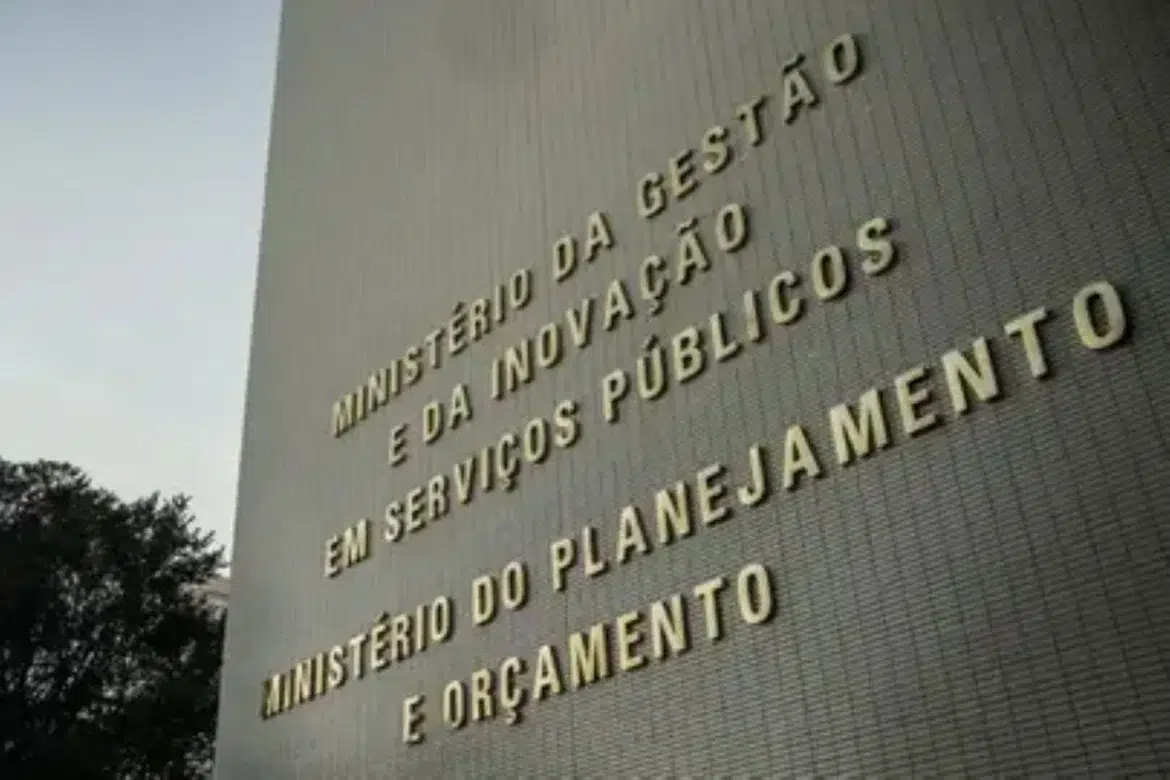 MINISTÉRIO DA GESTÃO
E DA INOVAÇÃO
EM SERVIÇOS PÚBLICOS
MINISTÉRIO DO PLANEJAMENTO
E ORÇAMENTO